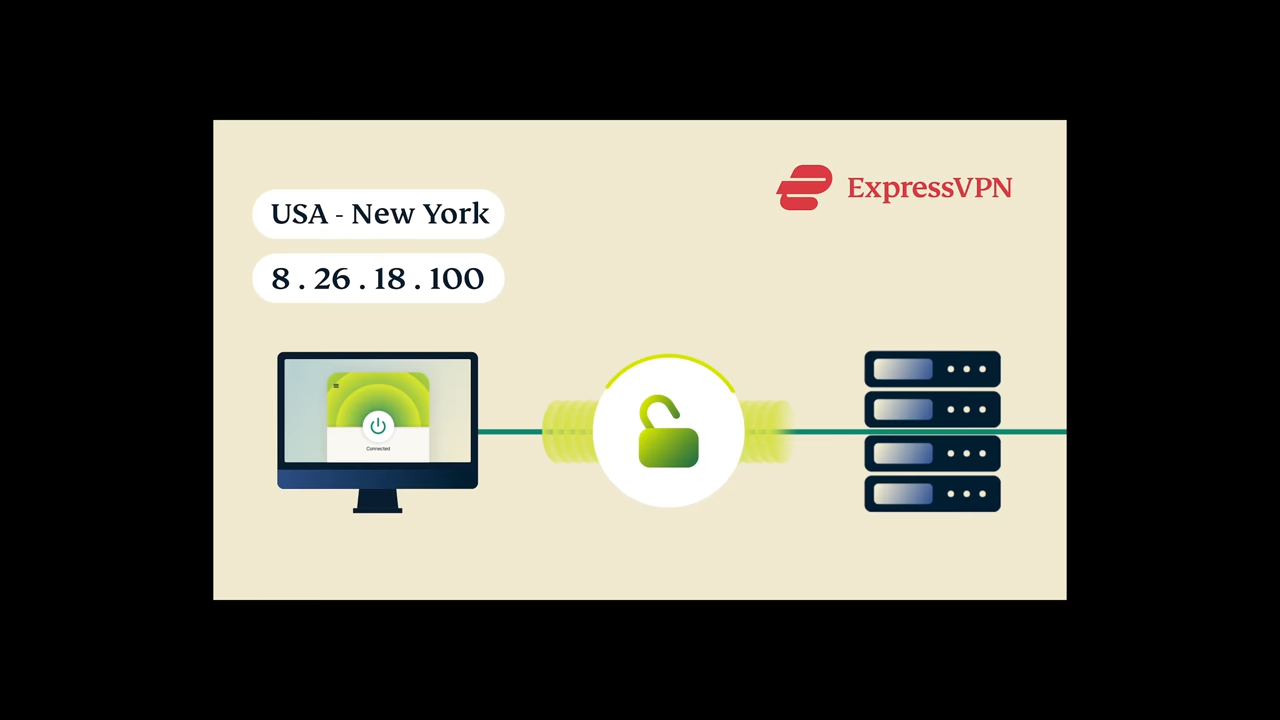 ExpressVPN
USA - New York
8 . 26 . 18 . 100
Connected